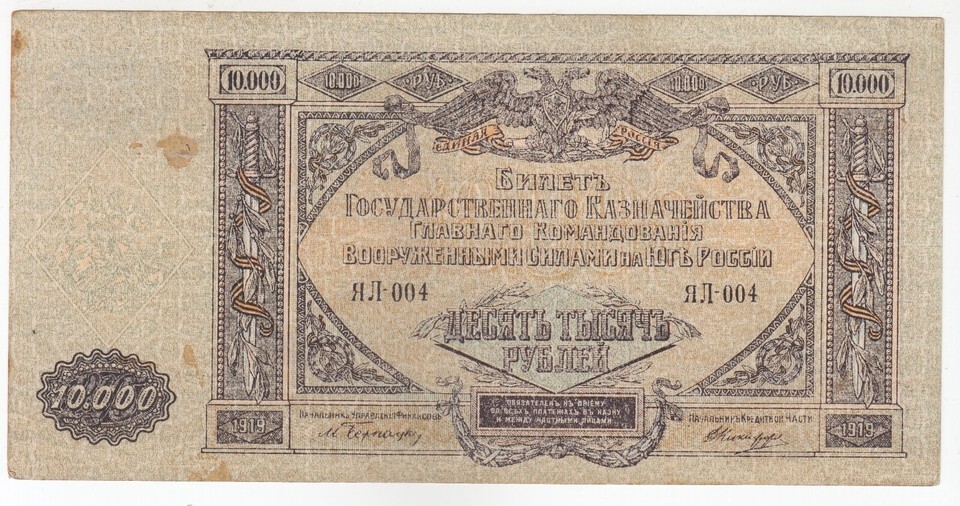 10.000 10.000 РУБ 10.000 РУБ 10.000
ЕДИНАЯ РОССІЯ
БИЛЕТЪ
ГОСУДАРСТВЕННАГО КАЗНАЧЕЙСТВА
ГЛАВНАГО КОМАНДОВАНІЯ
ВООРУЖЕННЫМИ СИЛАМИ НА ЮГѢ РОССІИ
ЯЛ-004 ЯЛ-004
ДЕСЯТЬ ТЫСЯЧЪ
РУБЛЕЙ
10.000
ОБЯЗАТЕЛЕНЪ КЪ ПРІЕМУ
ВО ВСѢХЪ ПЛАТЕЖАХЪ ВЪ КАЗНУ
И МЕЖДУ ЧАСТНЫМИ ЛИЦАМИ
1919 НАЧАЛЬНИКЪ УПРАВЛЕНІЯ ФИНАНСОВЪ НАЧАЛЬНИКЪ КРЕДИТНОЙ ЧАСТИ 1919